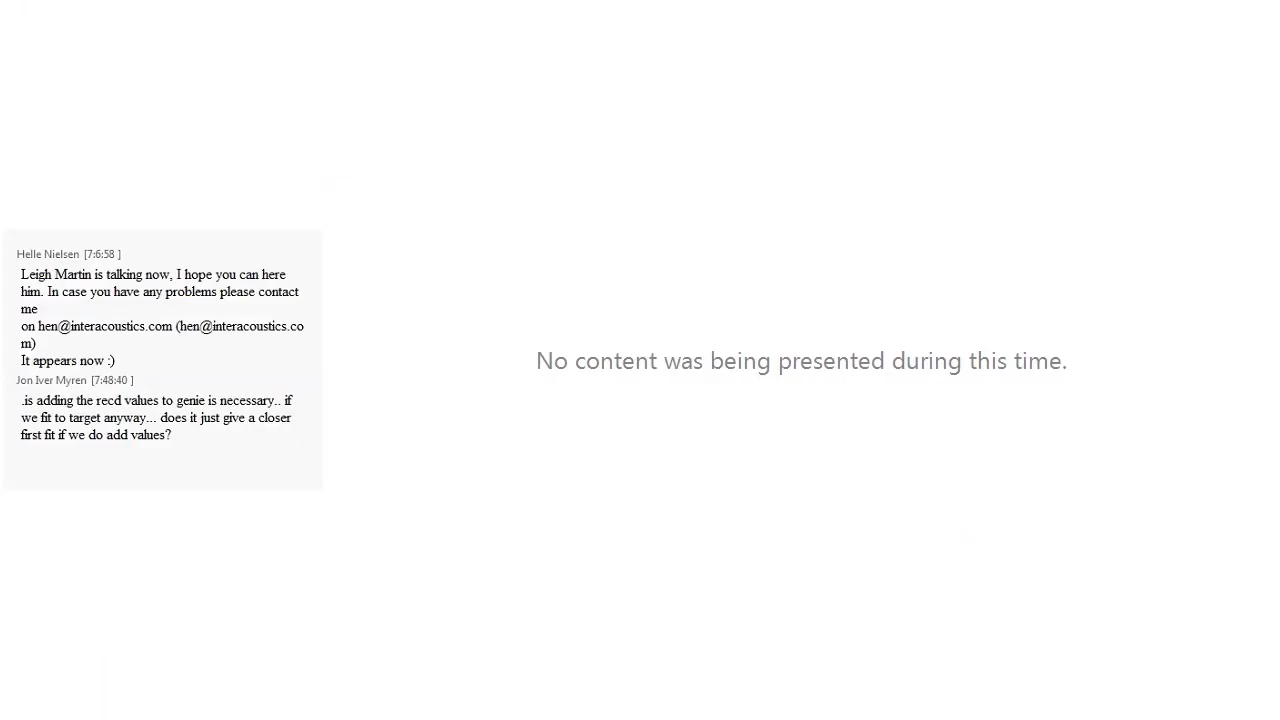 Helle Nielsen [7:6:58 ]
Leigh Martin is talking now, I hope you can here
him. In case you have any problems please contact
me
on hen@interacoustics.com (hen@interacoustics.co
m)
It appears now :)
Jon Iver Myren [7:48:40 ]
.is adding the recd values to genie is necessary.. if
we fit to target anyway... does it just give a closer
first fit if we do add values?
No content was being presented during this time.